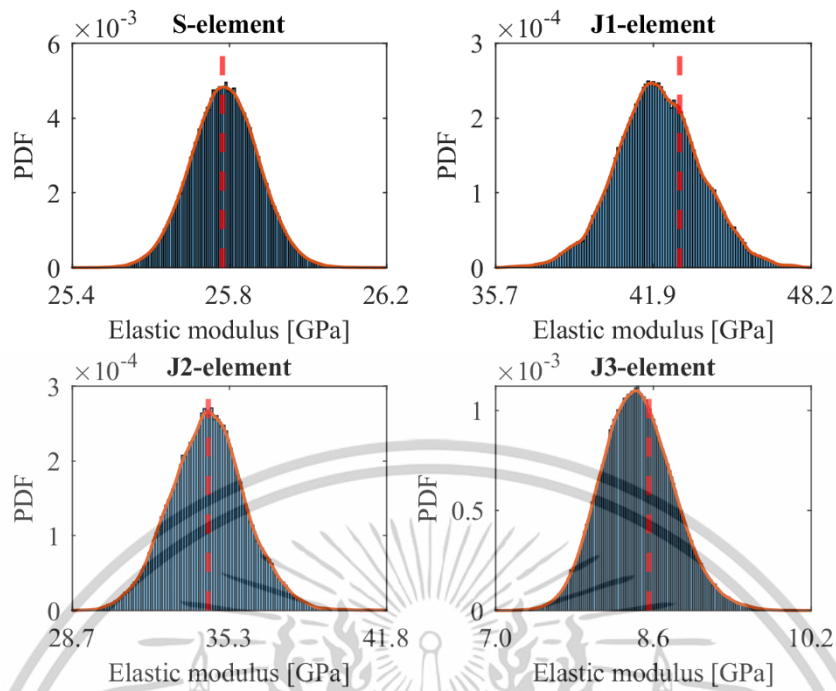 S-element
×10⁻³
6
4
2
0
PDF
25.4 25.8 26.2
Elastic modulus [GPa]
J1-element
×10⁻⁴
3
2
1
0
PDF
35.7 41.9 48.2
Elastic modulus [GPa]
J2-element
×10⁻⁴
3
2
1
0
PDF
28.7 35.3 41.8
Elastic modulus [GPa]
J3-element
×10⁻³
1
0.5
0
PDF
7.0 8.6 10.2
Elastic modulus [GPa]